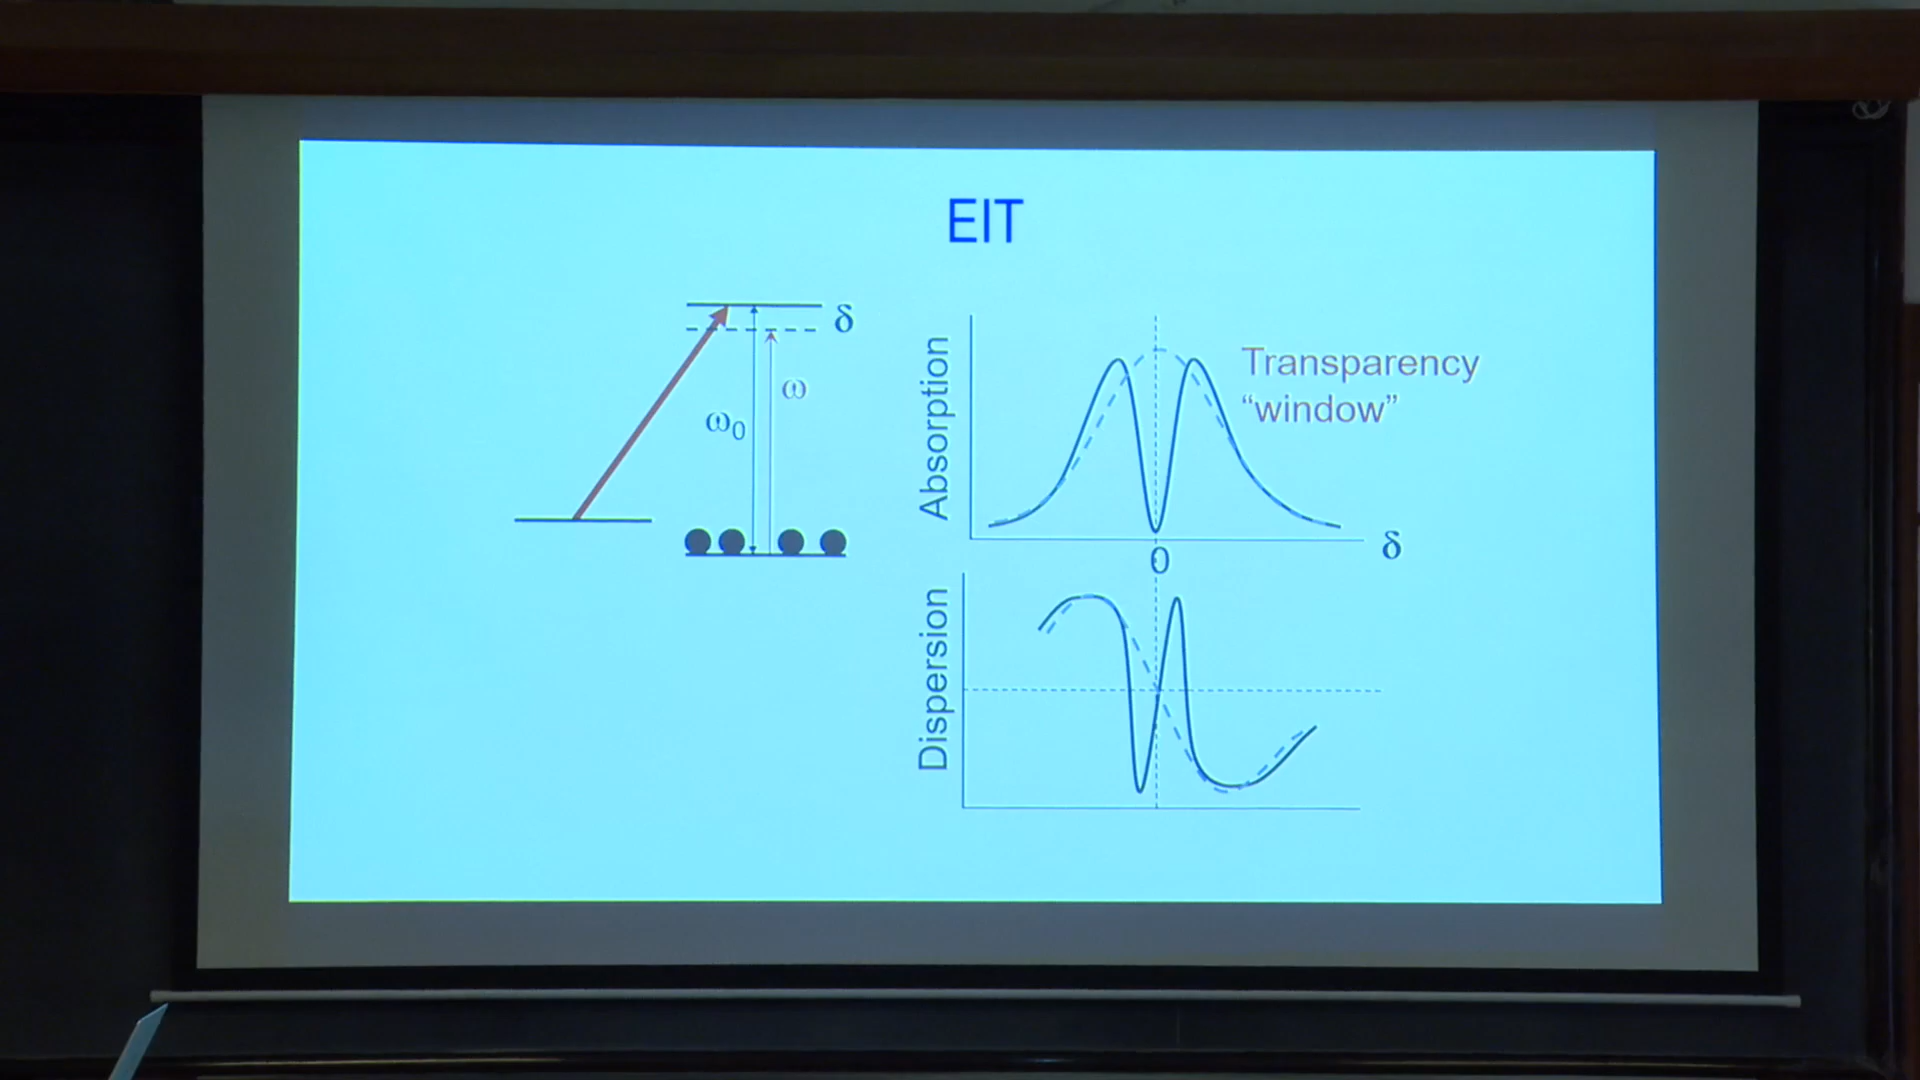 EIT
δ
ω
ω₀
Absorption
Transparency
“window”
δ
0
Dispersion